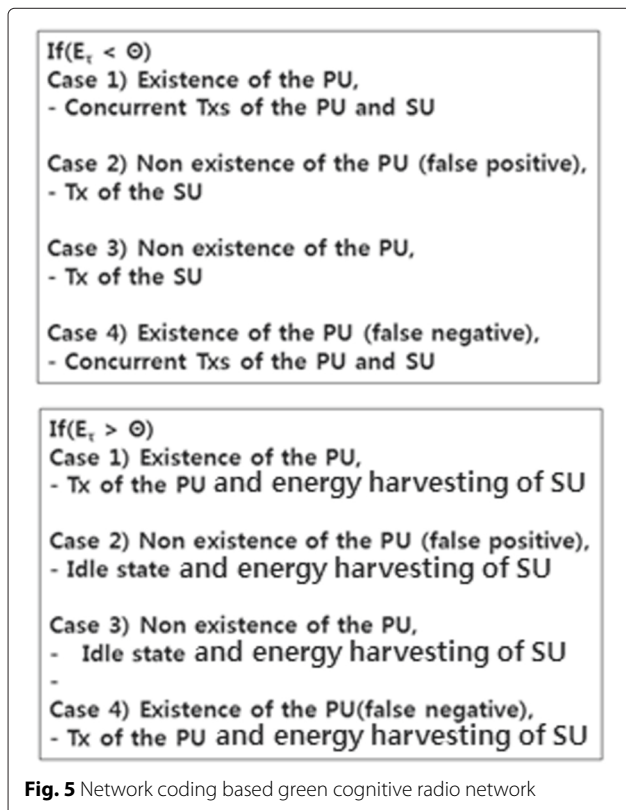 If(Eτ < Θ)
Case 1) Existence of the PU,
- Concurrent Txs of the PU and SU
Case 2) Non existence of the PU (false positive),
- Tx of the SU
Case 3) Non existence of the PU,
- Tx of the SU
Case 4) Existence of the PU (false negative),
- Concurrent Txs of the PU and SU
If(Eτ > Θ)
Case 1) Existence of the PU,
- Tx of the PU and energy harvesting of SU
Case 2) Non existence of the PU (false positive),
- Idle state and energy harvesting of SU
Case 3) Non existence of the PU,
- Idle state and energy harvesting of SU
-
Case 4) Existence of the PU(false negative),
- Tx of the PU and energy harvesting of SU
Fig. 5 Network coding based green cognitive radio network